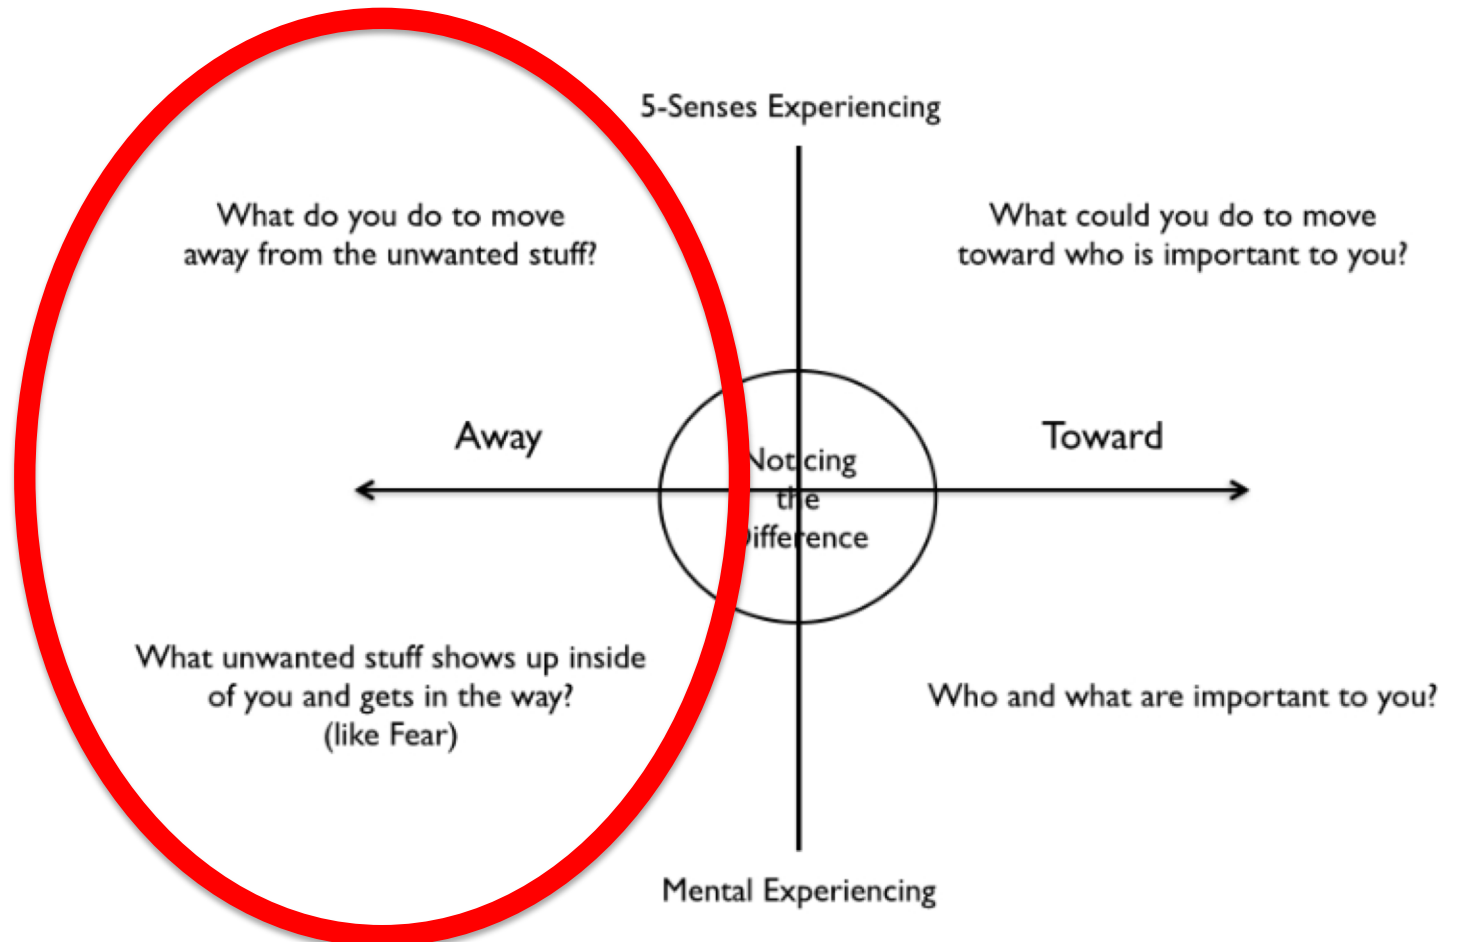 5-Senses Experiencing
What do you do to move
away from the unwanted stuff?
What could you do to move
toward who is important to you?
Away
Toward
Noticing
the
Difference
What unwanted stuff shows up inside
of you and gets in the way?
(like Fear)
Who and what are important to you?
Mental Experiencing